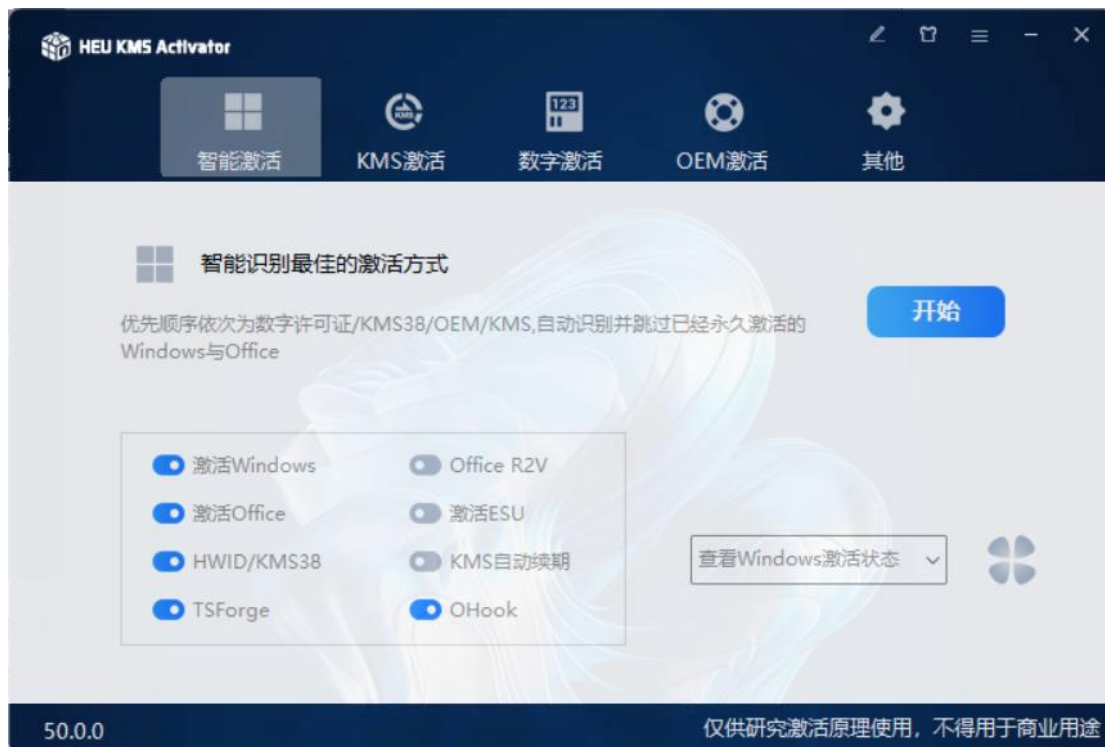 HEU KMS Activator
123
KMS
智能激活
KMS激活
数字激活
OEM激活
其他
智能识别最佳的激活方式
优先顺序依次为数字许可证/KMS38/OEM/KMS,自动识别并跳过已经永久激活的
Windows与Office
开始
激活Windows
Office R2V
激活Office
激活ESU
HWID/KMS38
KMS自动续期
TSForge
OHook
查看Windows激活状态
50.0.0
仅供研究激活原理使用，不得用于商业用途